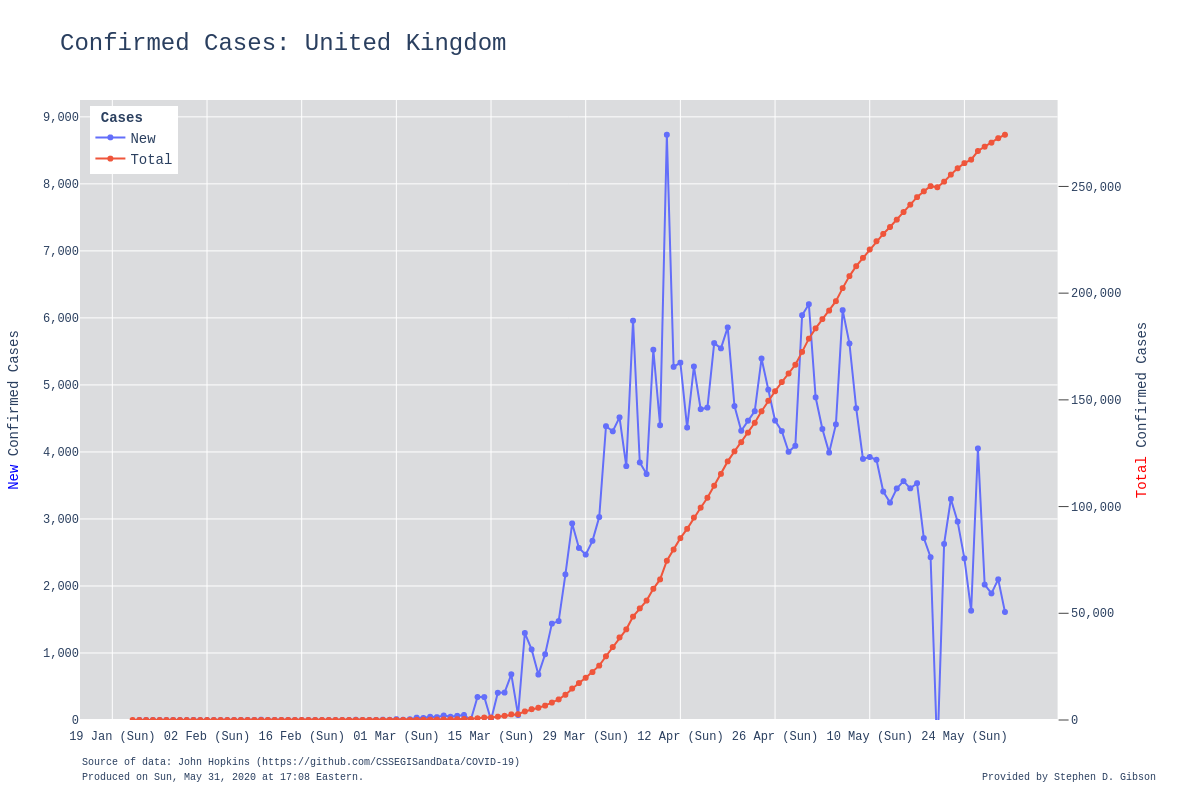 Confirmed Cases: United Kingdom
Cases
New
Total
9,000
8,000
7,000
6,000
5,000
4,000
3,000
2,000
1,000
0
New Confirmed Cases
250,000
200,000
150,000
100,000
50,000
0
Total Confirmed Cases
19 Jan (Sun) 02 Feb (Sun) 16 Feb (Sun) 01 Mar (Sun) 15 Mar (Sun) 29 Mar (Sun) 12 Apr (Sun) 26 Apr (Sun) 10 May (Sun) 24 May (Sun)
Source of data: John Hopkins (https://github.com/CSSEGISandData/COVID-19)
Produced on Sun, May 31, 2020 at 17:08 Eastern.
Provided by Stephen D. Gibson